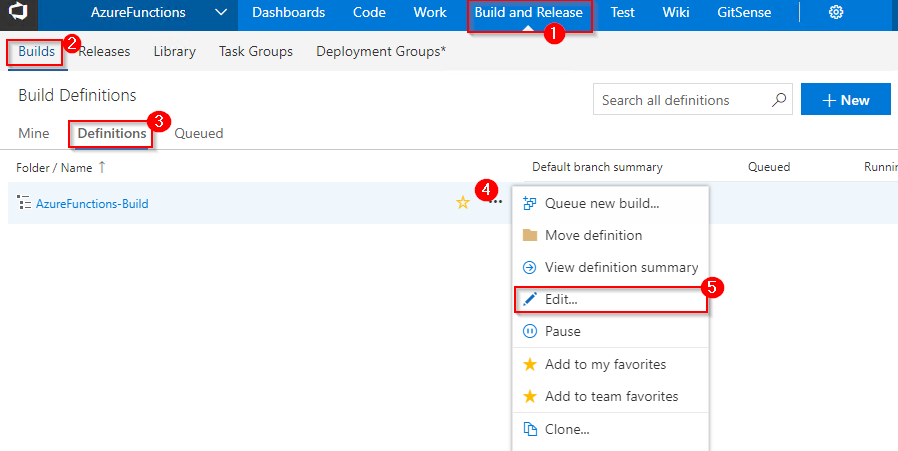 AzureFunctions Dashboards Code Work Build and Release Test Wiki GitSense
1
Builds 2 Releases Library Task Groups Deployment Groups*
Build Definitions
Search all definitions
+ New
Mine Definitions 3 Queued
Folder / Name ↑ Default branch summary Queued Runnin
AzureFunctions-Build 4 ...
Queue new build...
Move definition
View definition summary
Edit... 5
Pause
Add to my favorites
Add to team favorites
Clone...